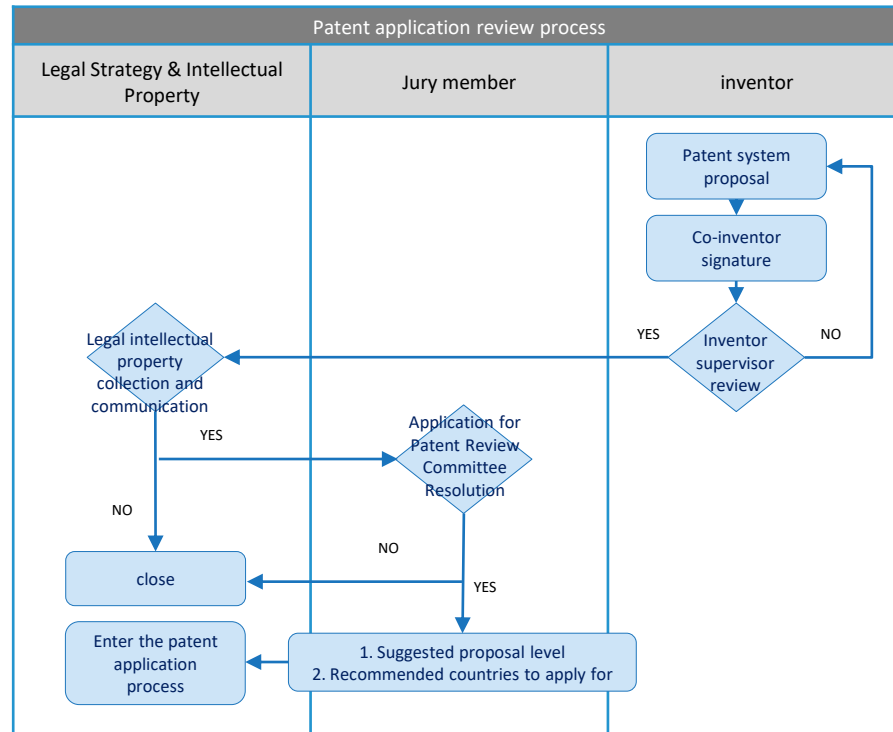 Patent application review process
Legal Strategy & Intellectual
Property
Jury member
inventor
Patent system
proposal
Co-inventor
signature
YES
NO
Inventor
supervisor
review
Legal intellectual
property
collection and
communication
YES
Application for
Patent Review
Committee
Resolution
NO
NO
close
YES
Enter the patent
application
process
1. Suggested proposal level
2. Recommended countries to apply for